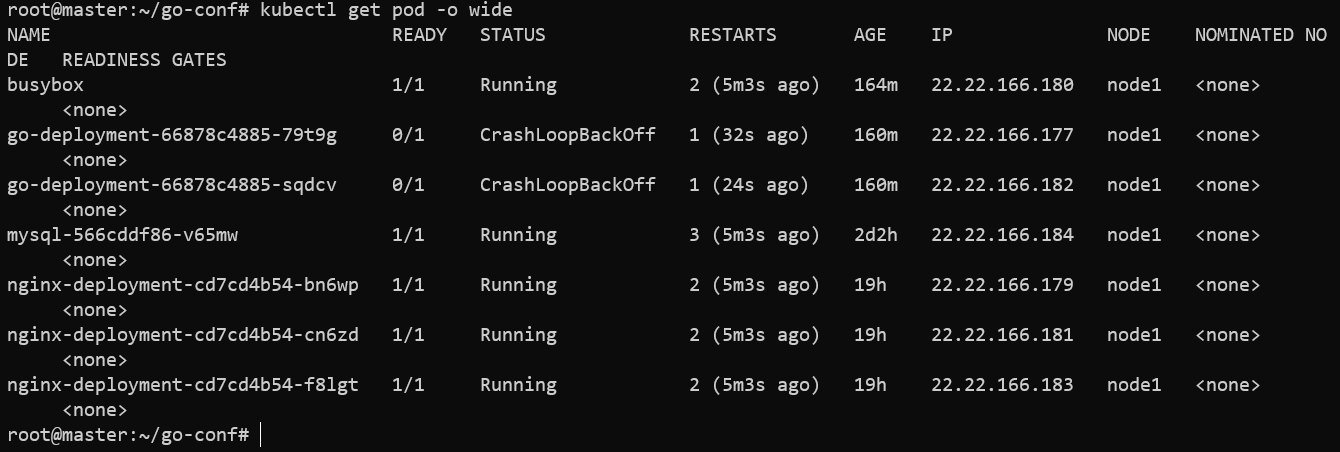 root@master:~/go-conf# kubectl get pod -o wide
NAME                               READY   STATUS             RESTARTS       AGE    IP              NODE    NOMINATED NO
DE   READINESS GATES
busybox                            1/1     Running            2 (5m3s ago)   164m   22.22.166.180   node1   <none>
     <none>
go-deployment-66878c4885-79t9g     0/1     CrashLoopBackOff   1 (32s ago)    160m   22.22.166.177   node1   <none>
     <none>
go-deployment-66878c4885-sqdcv     0/1     CrashLoopBackOff   1 (24s ago)    160m   22.22.166.182   node1   <none>
     <none>
mysql-566cddf86-v65mw              1/1     Running            3 (5m3s ago)   2d2h   22.22.166.184   node1   <none>
     <none>
nginx-deployment-cd7cd4b54-bn6wp   1/1     Running            2 (5m3s ago)   19h    22.22.166.179   node1   <none>
     <none>
nginx-deployment-cd7cd4b54-cn6zd   1/1     Running            2 (5m3s ago)   19h    22.22.166.181   node1   <none>
     <none>
nginx-deployment-cd7cd4b54-f8lgt   1/1     Running            2 (5m3s ago)   19h    22.22.166.183   node1   <none>
     <none>
root@master:~/go-conf#